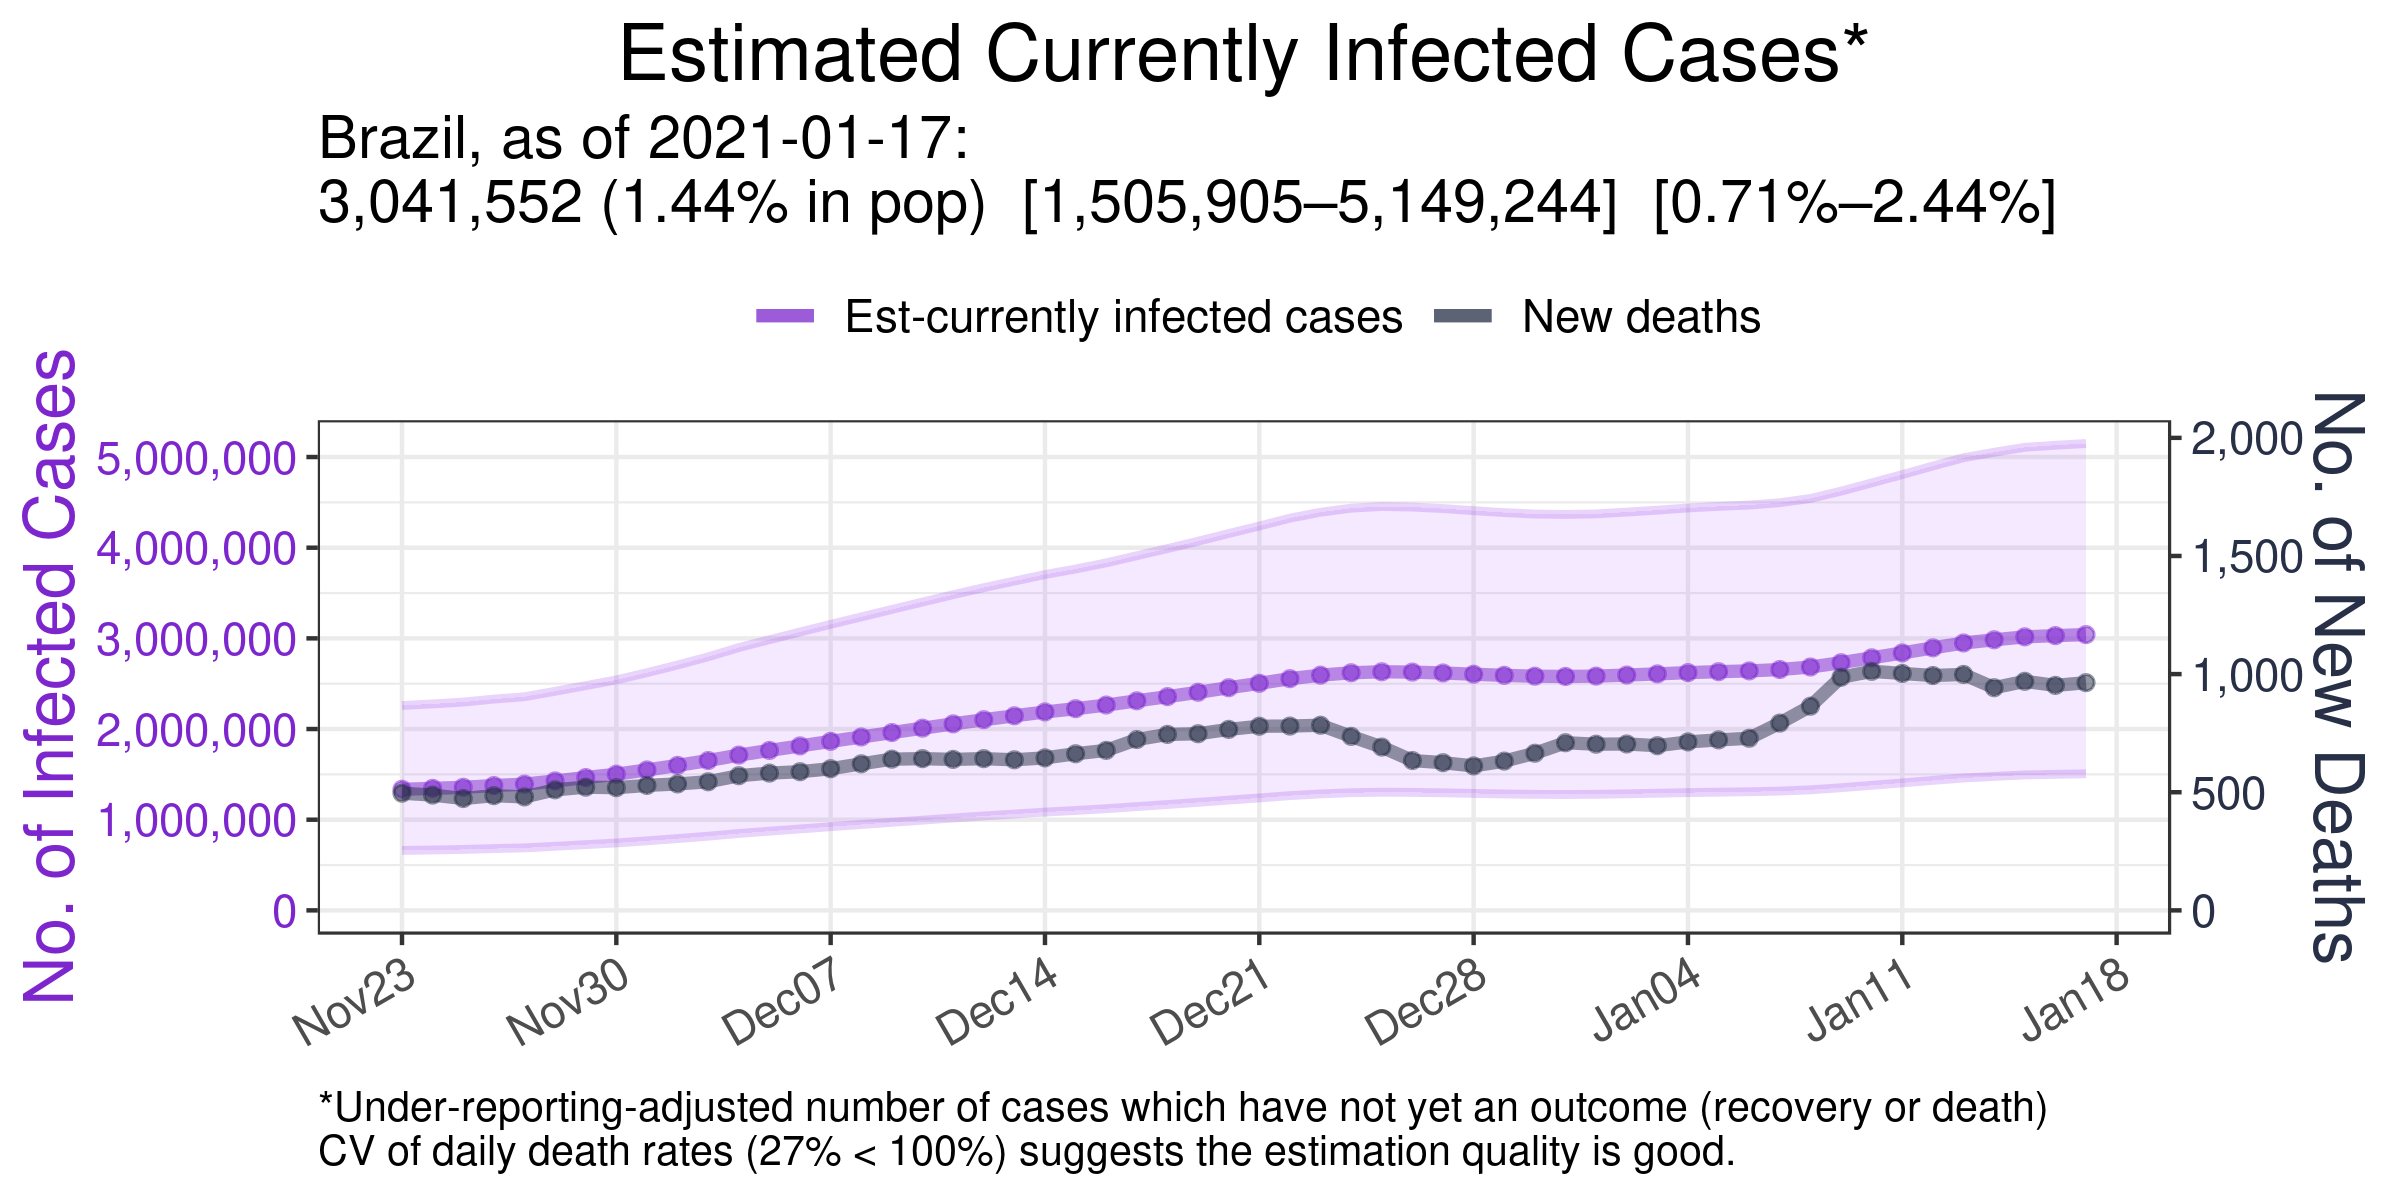 Estimated Currently Infected Cases*
Brazil, as of 2021-01-17:
3,041,552 (1.44% in pop)  [1,505,905–5,149,244]  [0.71%–2.44%]
Est-currently infected cases
New deaths
No. of Infected Cases
5,000,000
4,000,000
3,000,000
2,000,000
1,000,000
0
2,000
1,500
1,000
500
0
No. of New Deaths
Nov23
Nov30
Dec07
Dec14
Dec21
Dec28
Jan04
Jan11
Jan18
*Under-reporting-adjusted number of cases which have not yet an outcome (recovery or death)
CV of daily death rates (27% < 100%) suggests the estimation quality is good.